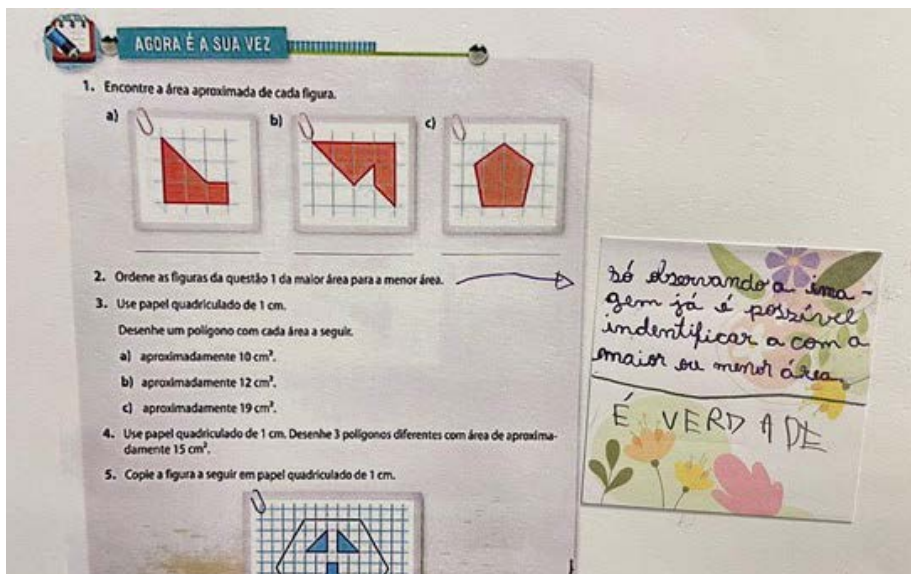 AGORA É A SUA VEZ
1. Encontre a área aproximada de cada figura.
a)
b)
c)
2. Ordene as figuras da questão 1 da maior área para a menor área.
3. Use papel quadriculado de 1 cm.
Desenhe um polígono com cada área a seguir.
a) aproximadamente 10 cm².
b) aproximadamente 12 cm².
c) aproximadamente 19 cm².
4. Use papel quadriculado de 1 cm. Desenhe 3 polígonos diferentes com área de aproxima-
damente 15 cm².
5. Copie a figura a seguir em papel quadriculado de 1 cm.
só observando a ima-
gem já é possível
indentificar a com a
maior ou menor área.
É VERDADE